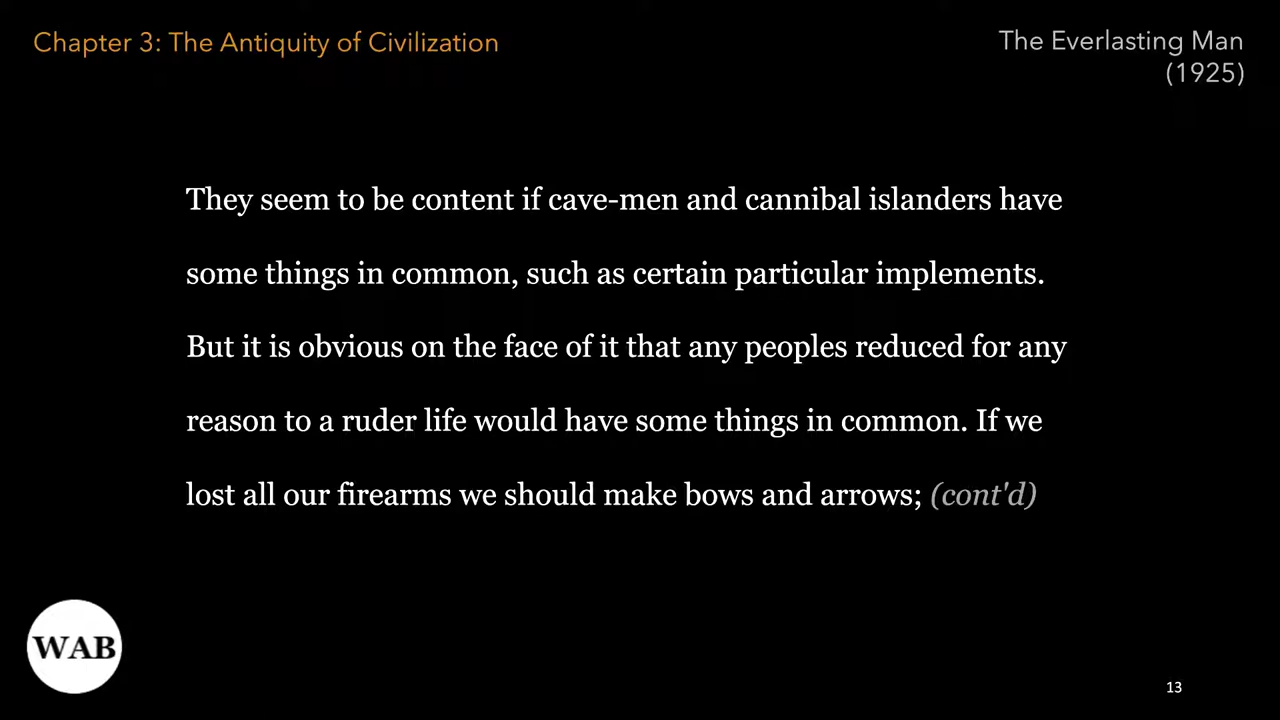 Chapter 3: The Antiquity of Civilization
The Everlasting Man
(1925)
They seem to be content if cave-men and cannibal islanders have
some things in common, such as certain particular implements.
But it is obvious on the face of it that any peoples reduced for any
reason to a ruder life would have some things in common. If we
lost all our firearms we should make bows and arrows; (cont'd)
WAB
13